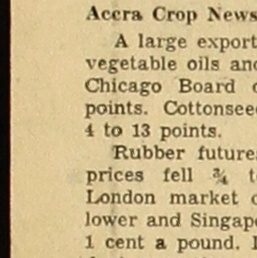 Accra Crop News
A large export
vegetable oils and
Chicago Board
points. Cottonsee
4 to 13 points.
Rubber future
prices fell ¾ t
London market
lower and Singap
1 cent a pound.